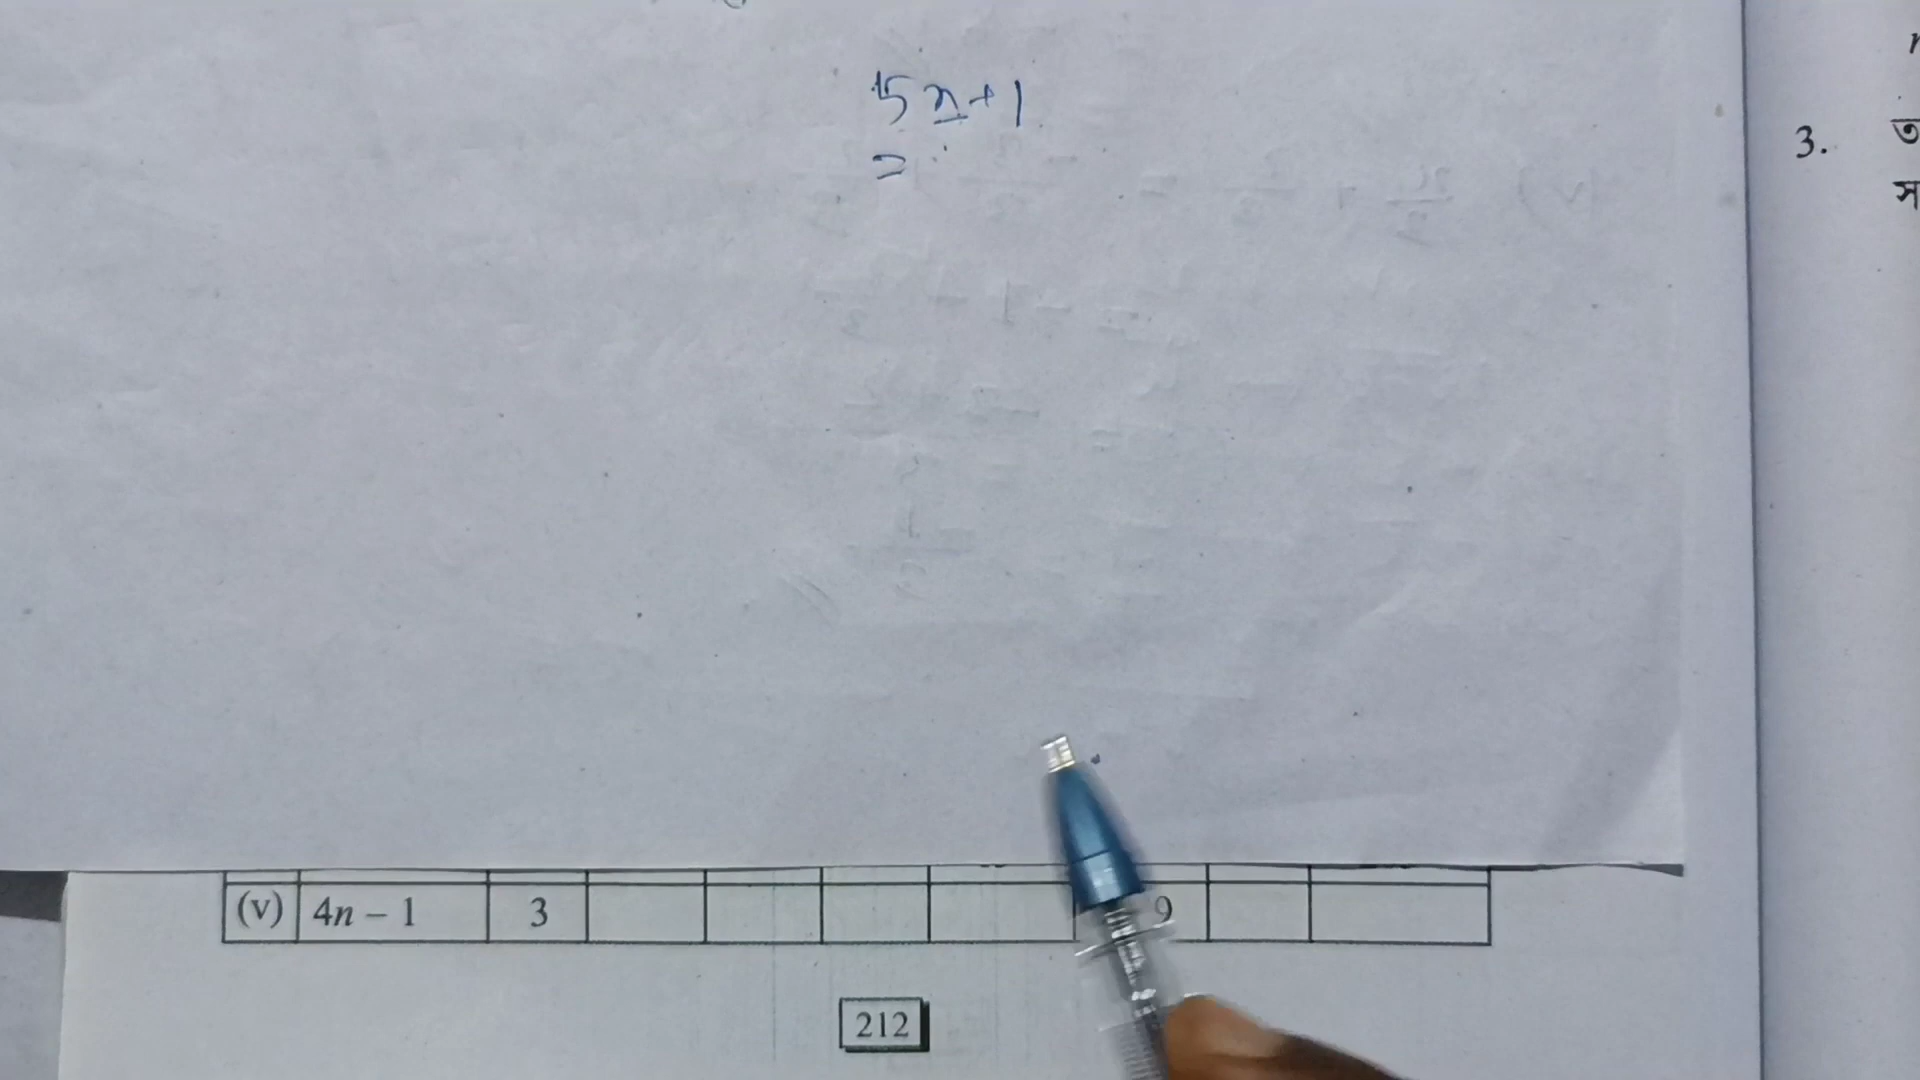 5n+1
=
3.
(v) 4n – 1 3 9
212